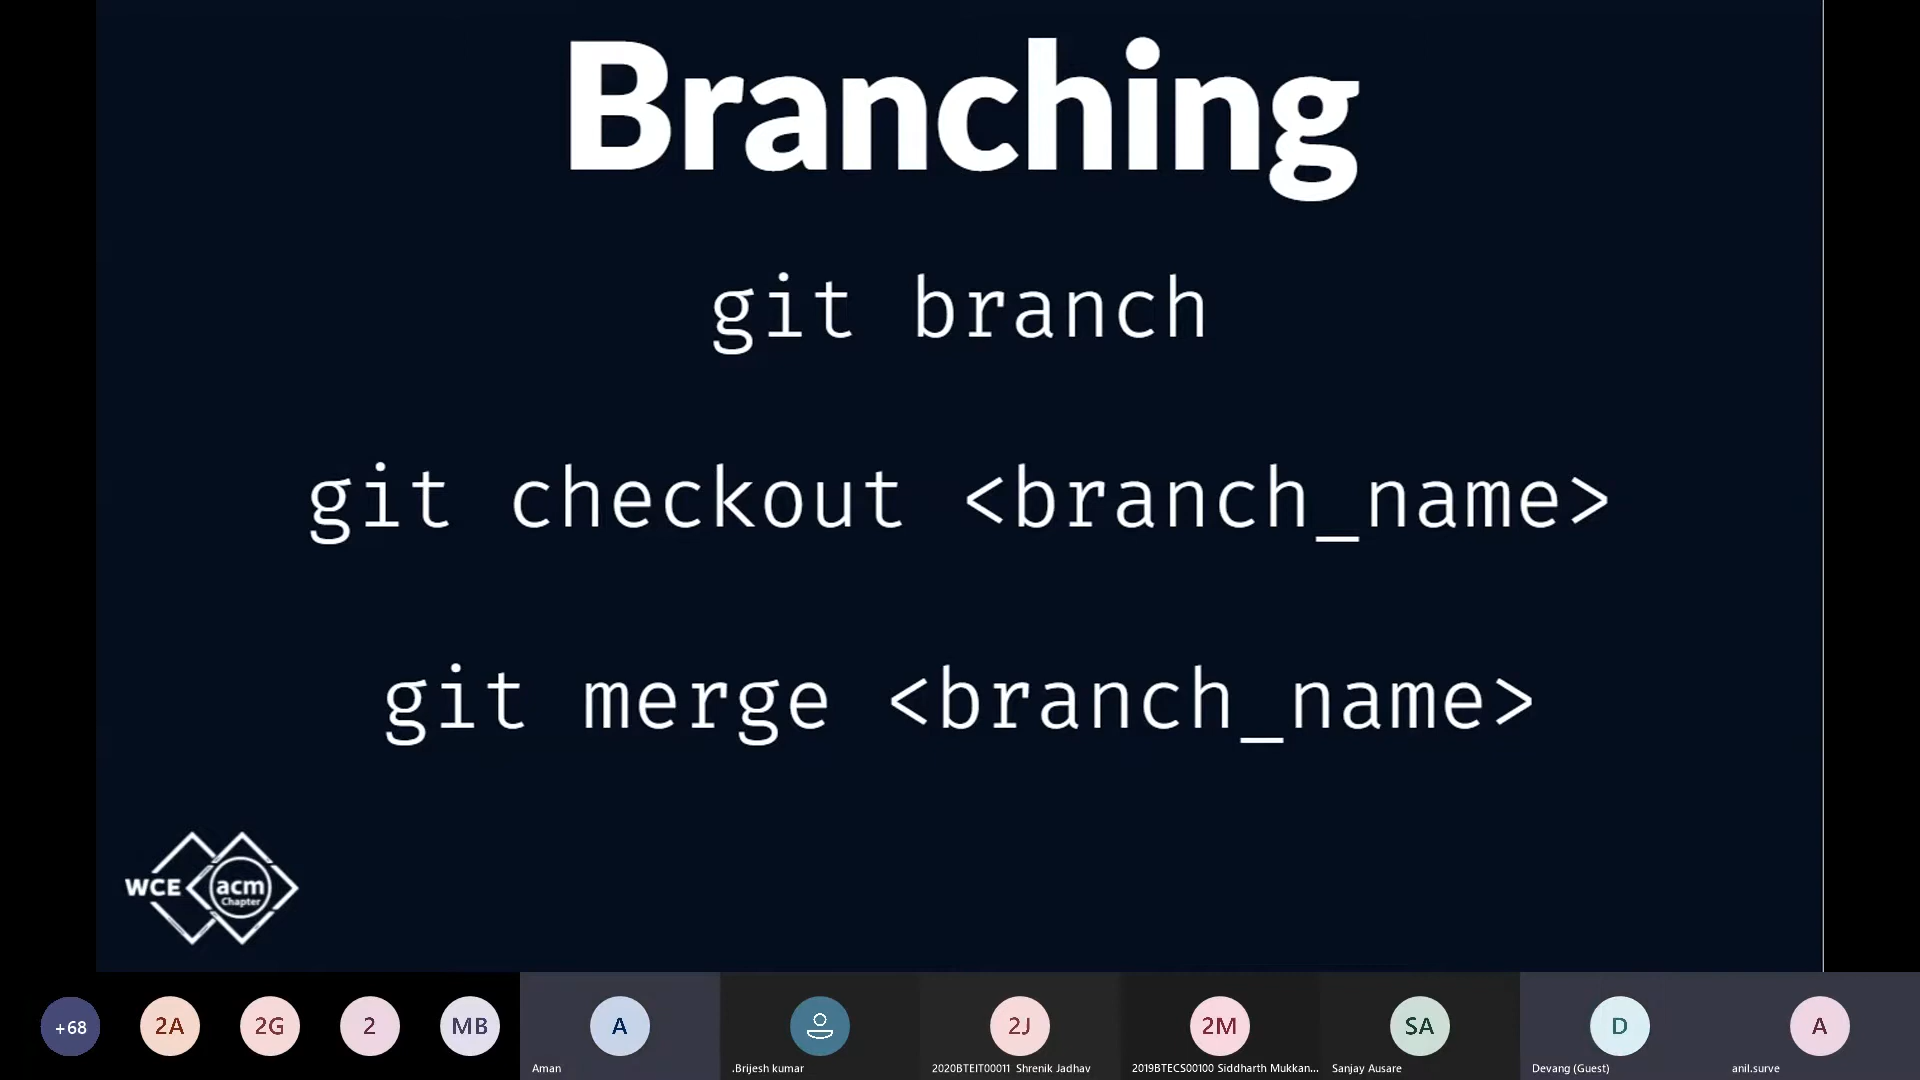 Branching
git branch
git checkout <branch_name>
git merge <branch_name>
WCE acm
Chapter
+68 2A 2G 2 MB A 2J 2M SA D A
Aman .Brijesh kumar 2020BTEIT00011 Shrenik Jadhav 2019BTECS00100 Siddharth Mukkan... Sanjay Ausare Devang (Guest) anil.surve